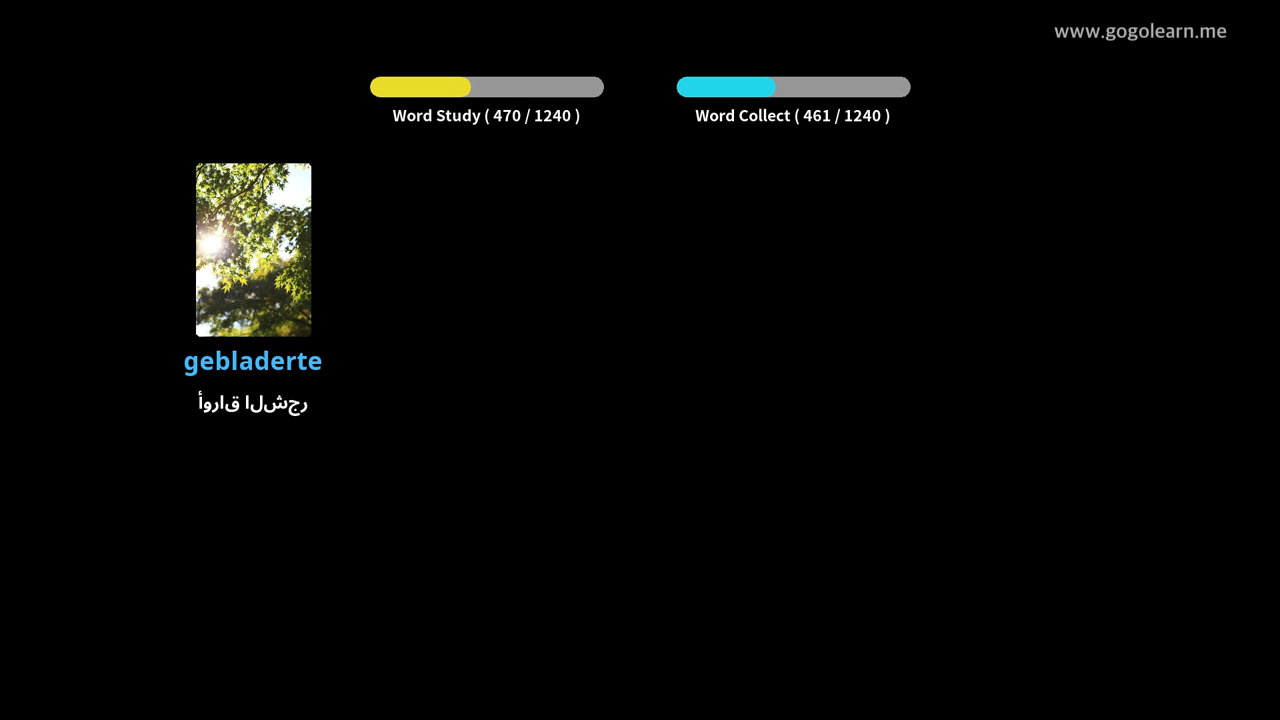 www.gogolearn.me
Word Study ( 470 / 1240 )
Word Collect ( 461 / 1240 )
gebladerte
أوراق الشجر